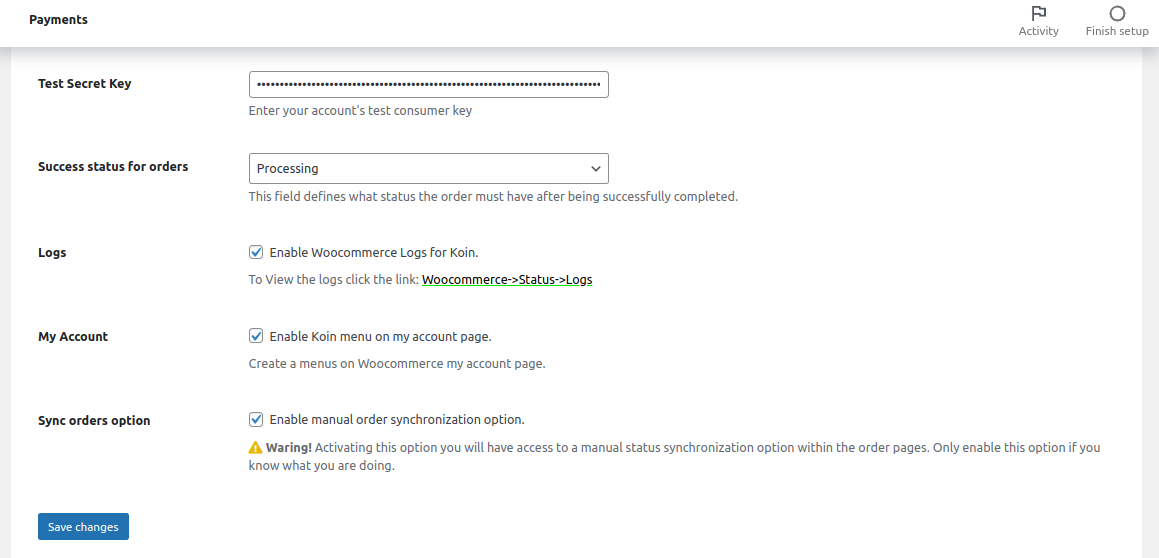 Payments
Activity
Finish setup
Test Secret Key
Enter your account's test consumer key
Success status for orders
Processing
This field defines what status the order must have after being successfully completed.
Logs
Enable Woocommerce Logs for Koin.
To View the logs click the link: Woocommerce->Status->Logs
My Account
Enable Koin menu on my account page.
Create a menus on Woocommerce my account page.
Sync orders option
Enable manual order synchronization option.
Waring! Activating this option you will have access to a manual status synchronization option within the order pages. Only enable this option if you
know what you are doing.
Save changes